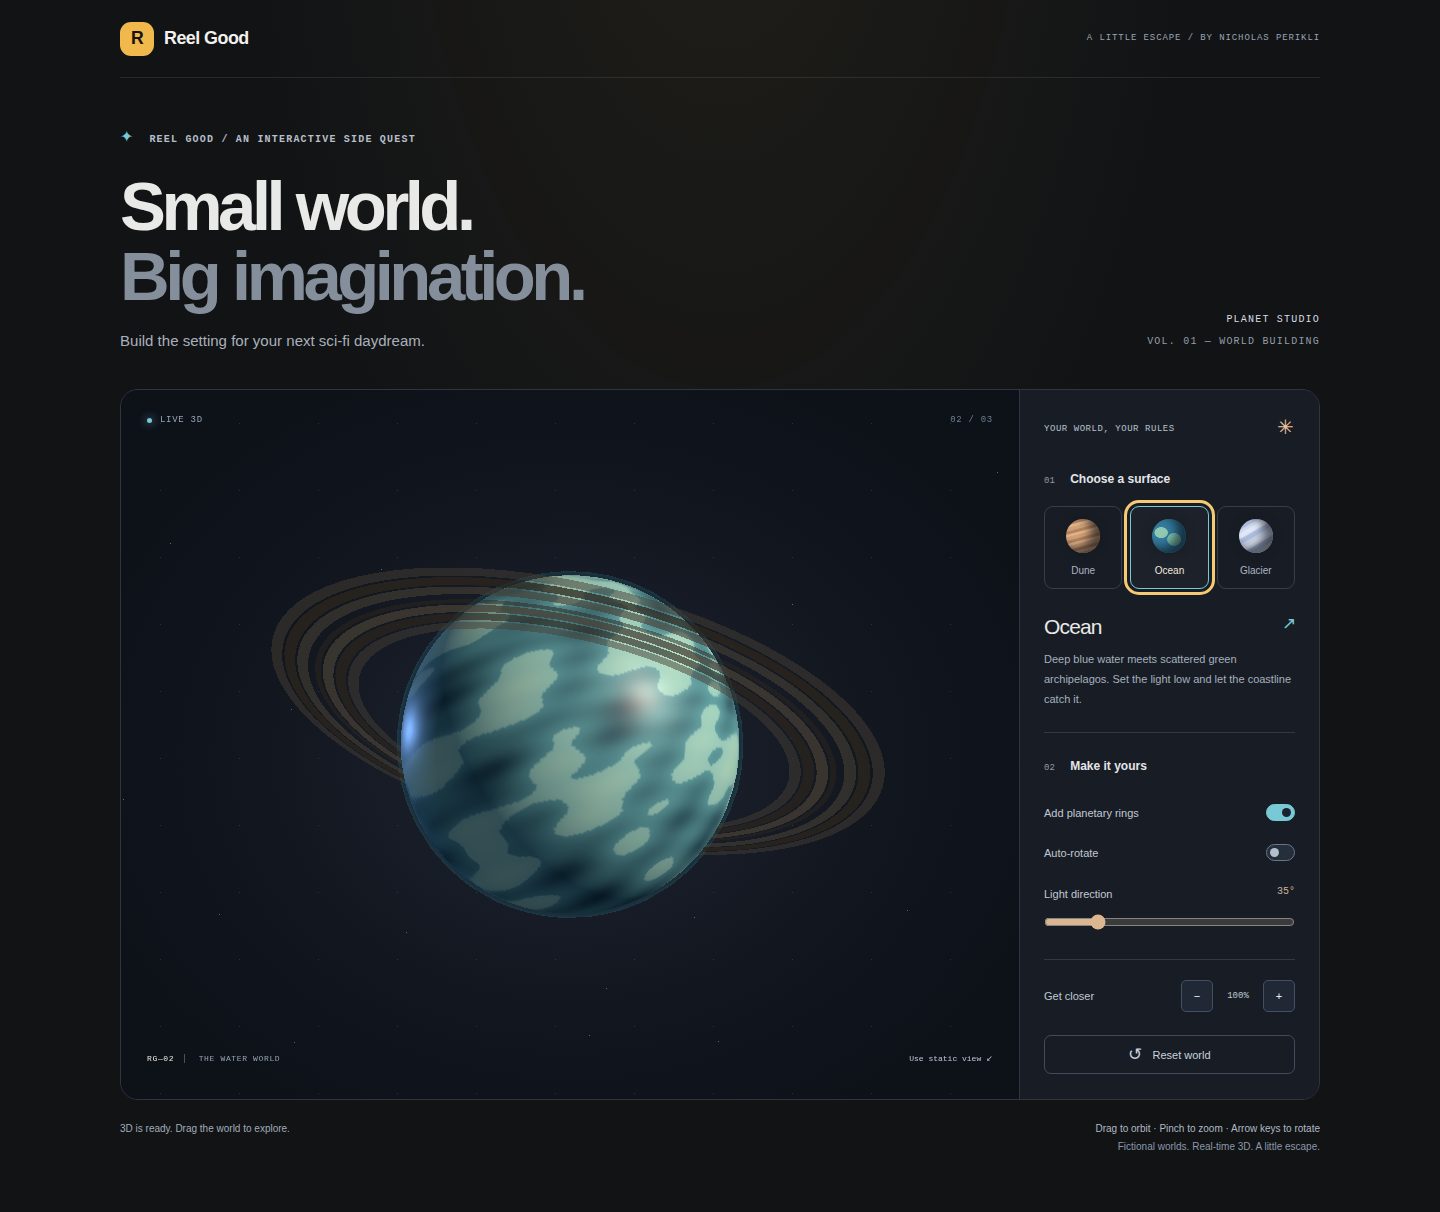 R Reel Good
A LITTLE ESCAPE / BY NICHOLAS PERIKLI
✦ REEL GOOD / AN INTERACTIVE SIDE QUEST
Small world.
Big imagination.
Build the setting for your next sci-fi daydream.
PLANET STUDIO
VOL. 01 — WORLD BUILDING
LIVE 3D
02 / 03
RG—02 | THE WATER WORLD
Use static view ↙
YOUR WORLD, YOUR RULES ✳
01 Choose a surface
Dune Ocean Glacier
Ocean ↗
Deep blue water meets scattered green
archipelagos. Set the light low and let the coastline
catch it.
02 Make it yours
Add planetary rings
Auto-rotate
Light direction 35°
Get closer − 100% +
↺ Reset world
3D is ready. Drag the world to explore.
Drag to orbit · Pinch to zoom · Arrow keys to rotate
Fictional worlds. Real-time 3D. A little escape.